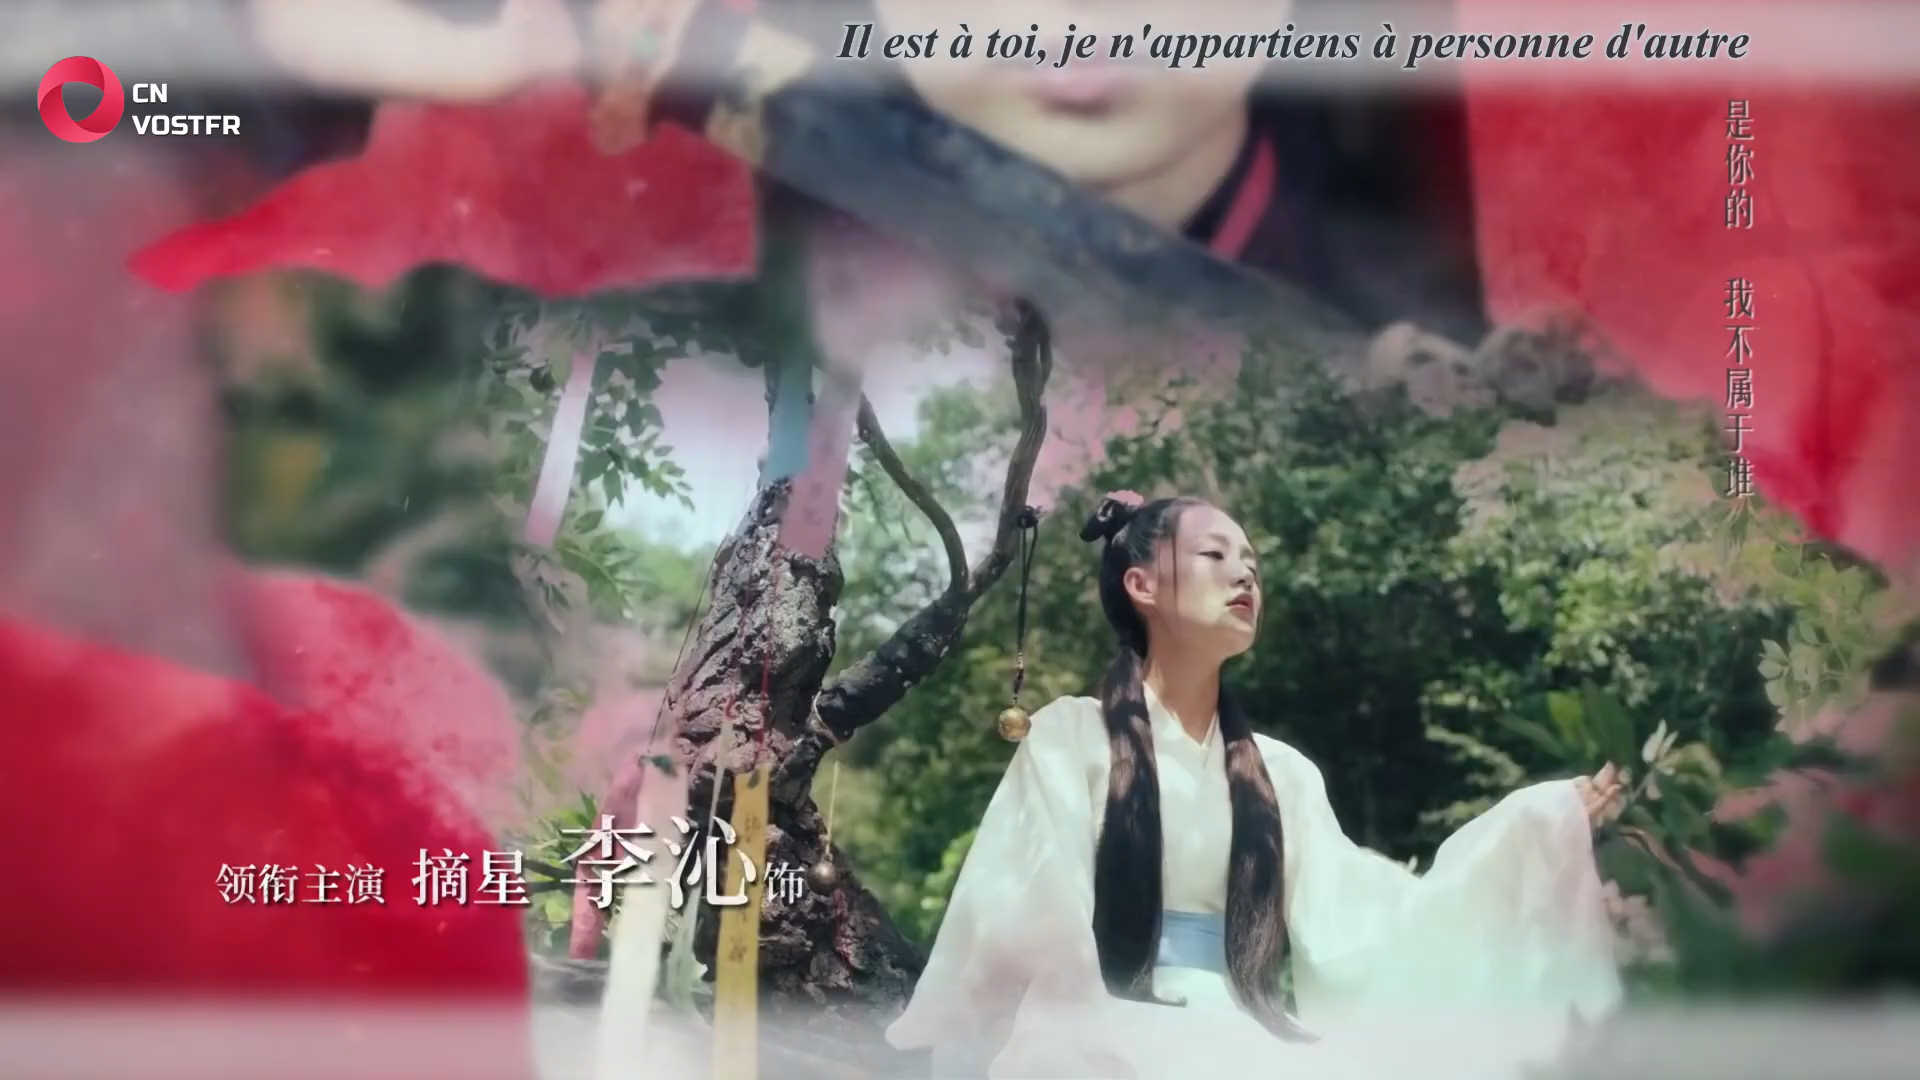 Il est à toi, je n'appartiens à personne d'autre
CN
VOSTFR
是你的 我不属于谁
领衔主演 摘星 李沁 饰